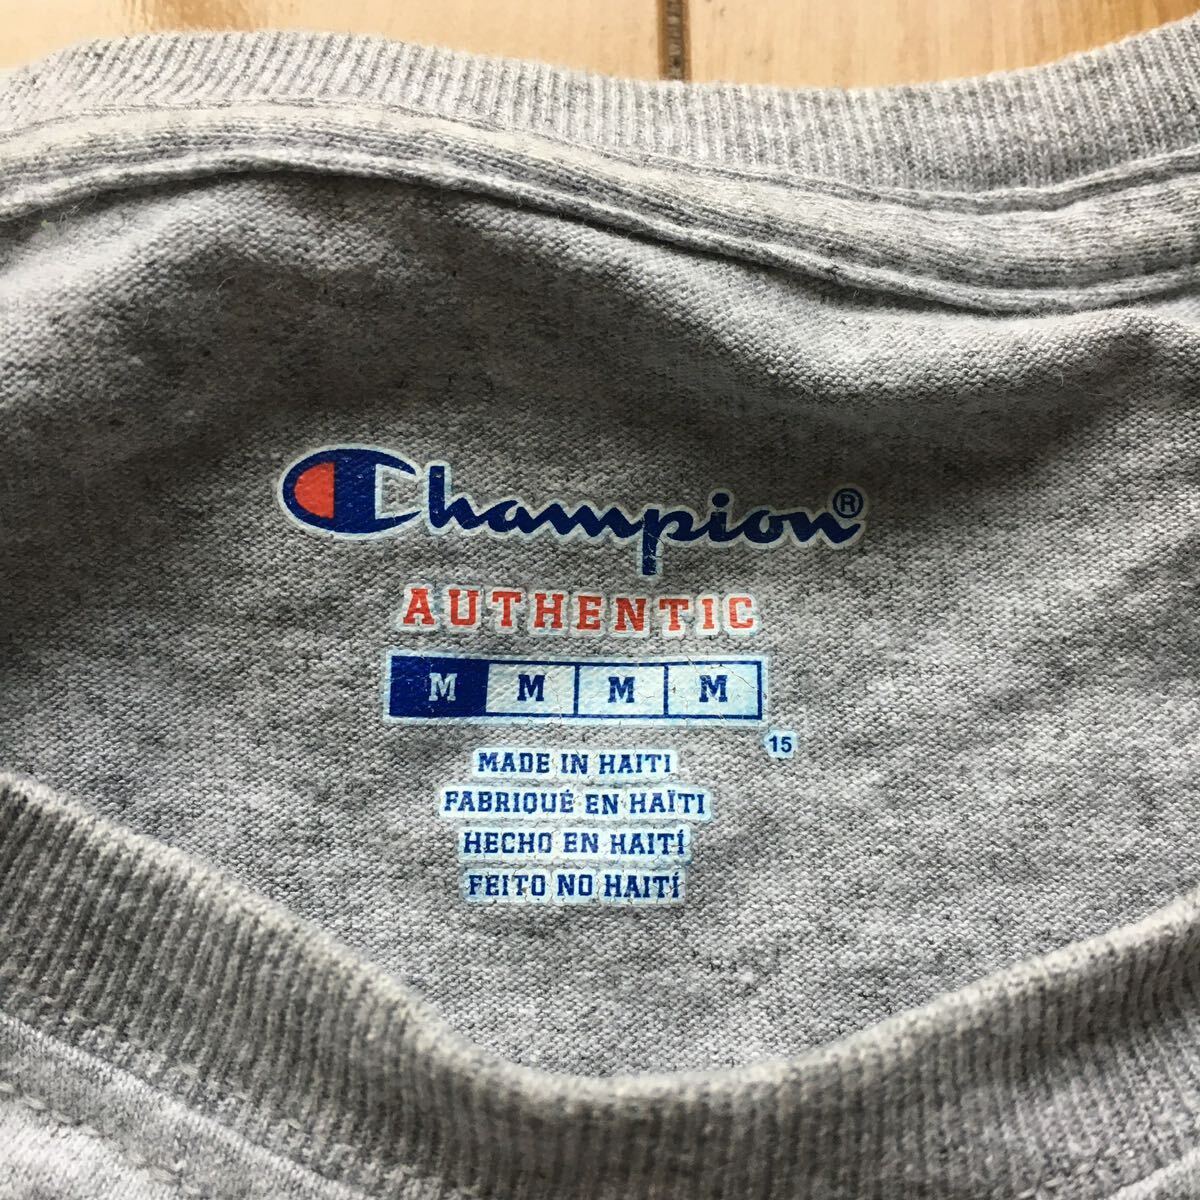 Champion®
AUTHENTIC
M M M M
15
MADE IN HAITI
FABRIQUÉ EN HAÏTI
HECHO EN HAITÍ
FEITO NO HAITÍ